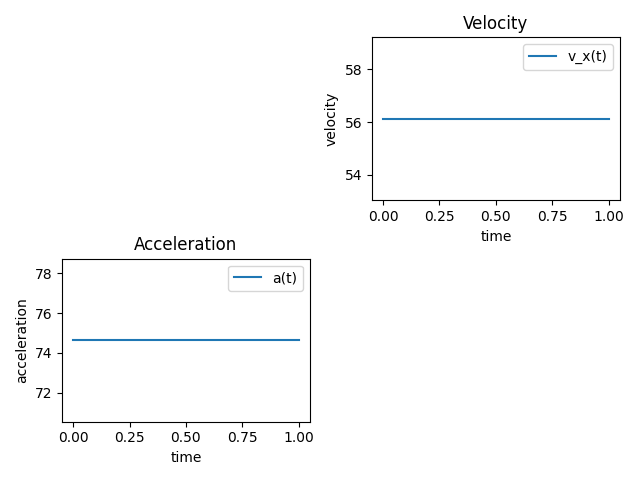 Velocity
v_x(t)
58
56
54
velocity
0.00 0.25 0.50 0.75 1.00
time
Acceleration
a(t)
78
76
74
72
acceleration
0.00 0.25 0.50 0.75 1.00
time